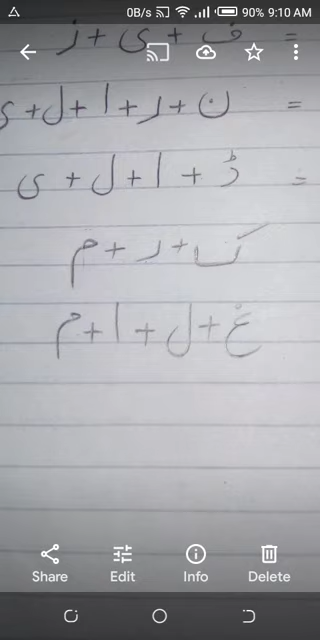 0B/s 90% 9:10 AM
ف + ی + ز =
ن + ر + ا + ل + ی =
ڈ + ا + ل + ی =
ک + ر + م
غ + ل + ا + م
Share Edit Info Delete